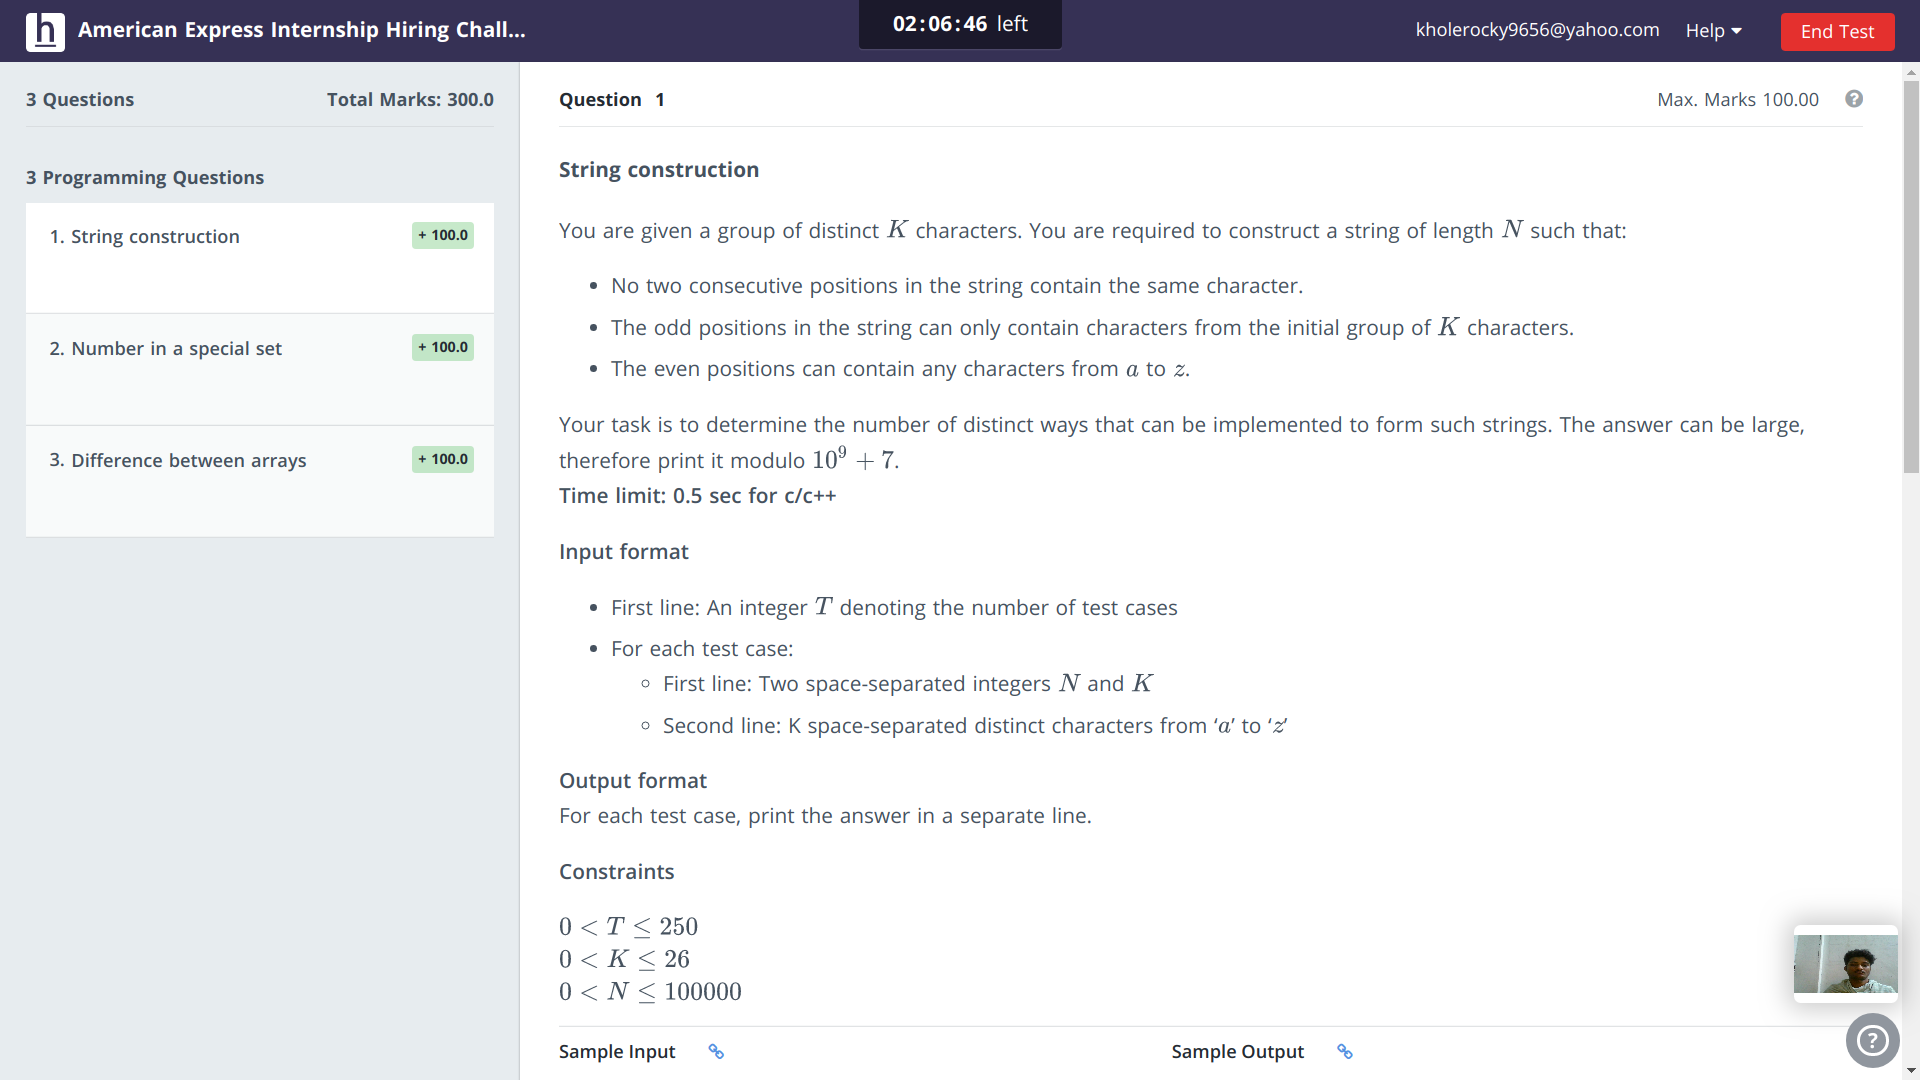 American Express Internship Hiring Chall...
02:06:46 left
kholerocky9656@yahoo.com
Help
End Test
3 Questions
Total Marks: 300.0
3 Programming Questions
1. String construction
+ 100.0
2. Number in a special set
+ 100.0
3. Difference between arrays
+ 100.0
Question 1
Max. Marks 100.00
?
String construction
You are given a group of distinct K characters. You are required to construct a string of length N such that:
• No two consecutive positions in the string contain the same character.
• The odd positions in the string can only contain characters from the initial group of K characters.
• The even positions can contain any characters from a to z.
Your task is to determine the number of distinct ways that can be implemented to form such strings. The answer can be large,
therefore print it modulo 10⁹ + 7.
Time limit: 0.5 sec for c/c++
Input format
• First line: An integer T denoting the number of test cases
• For each test case:
◦ First line: Two space-separated integers N and K
◦ Second line: K space-separated distinct characters from ‘a’ to ‘z’
Output format
For each test case, print the answer in a separate line.
Constraints
0 < T ≤ 250
0 < K ≤ 26
0 < N ≤ 100000
Sample Input
Sample Output
?